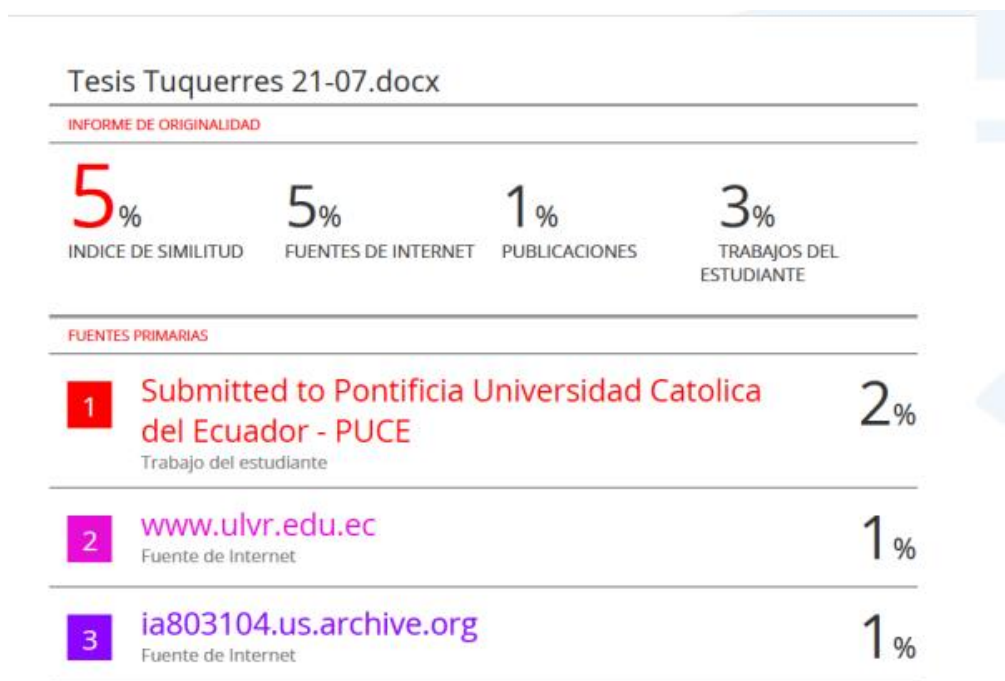 Tesis Tuquerres 21-07.docx
INFORME DE ORIGINALIDAD
5%
5%
1%
3%
INDICE DE SIMILITUD
FUENTES DE INTERNET
PUBLICACIONES
TRABAJOS DEL
ESTUDIANTE
FUENTES PRIMARIAS
1
Submitted to Pontificia Universidad Catolica
del Ecuador - PUCE
Trabajo del estudiante
2%
2
www.ulvr.edu.ec
Fuente de Internet
1%
3
ia803104.us.archive.org
Fuente de Internet
1%